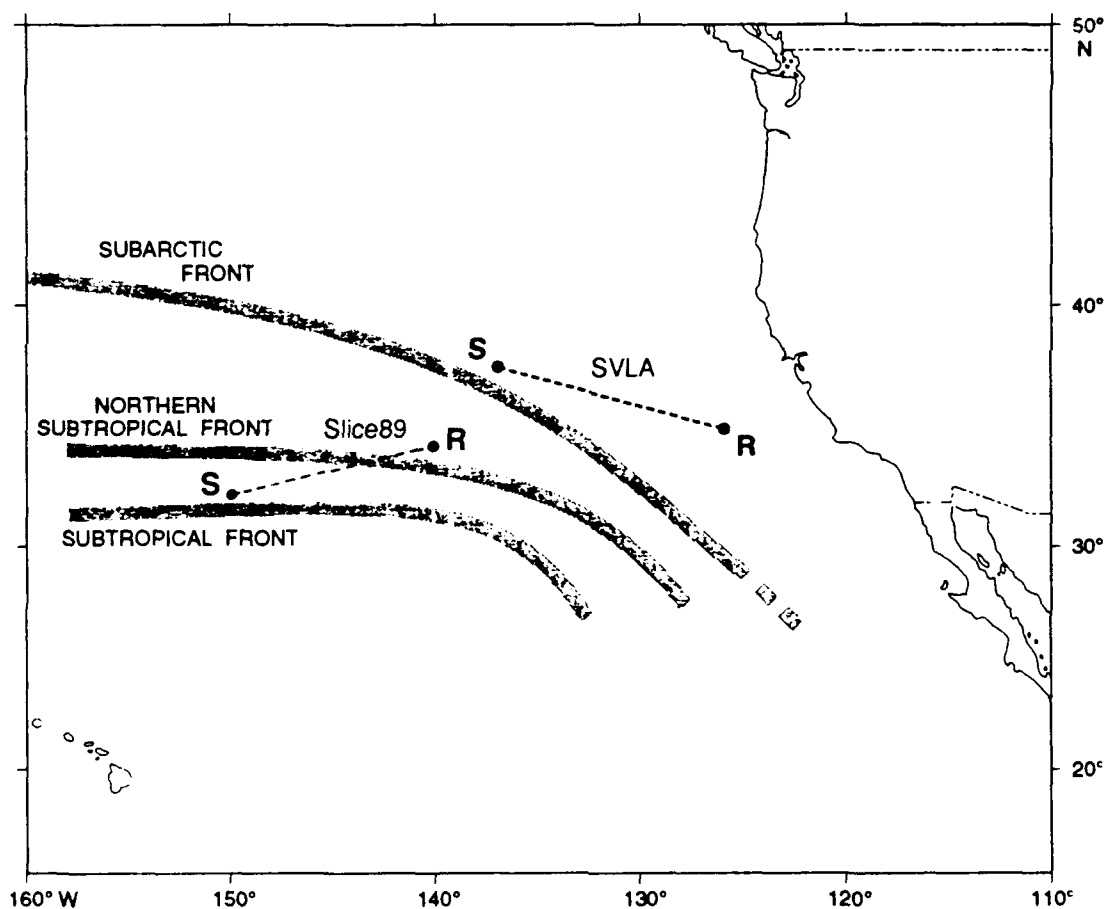 50°
N
SUBARCTIC
FRONT
40°
S
SVLA
R
NORTHERN
SUBTROPICAL FRONT
Slice89
R
S
SUBTROPICAL FRONT
30°
20°
160° W
150°
140°
130°
120°
110°